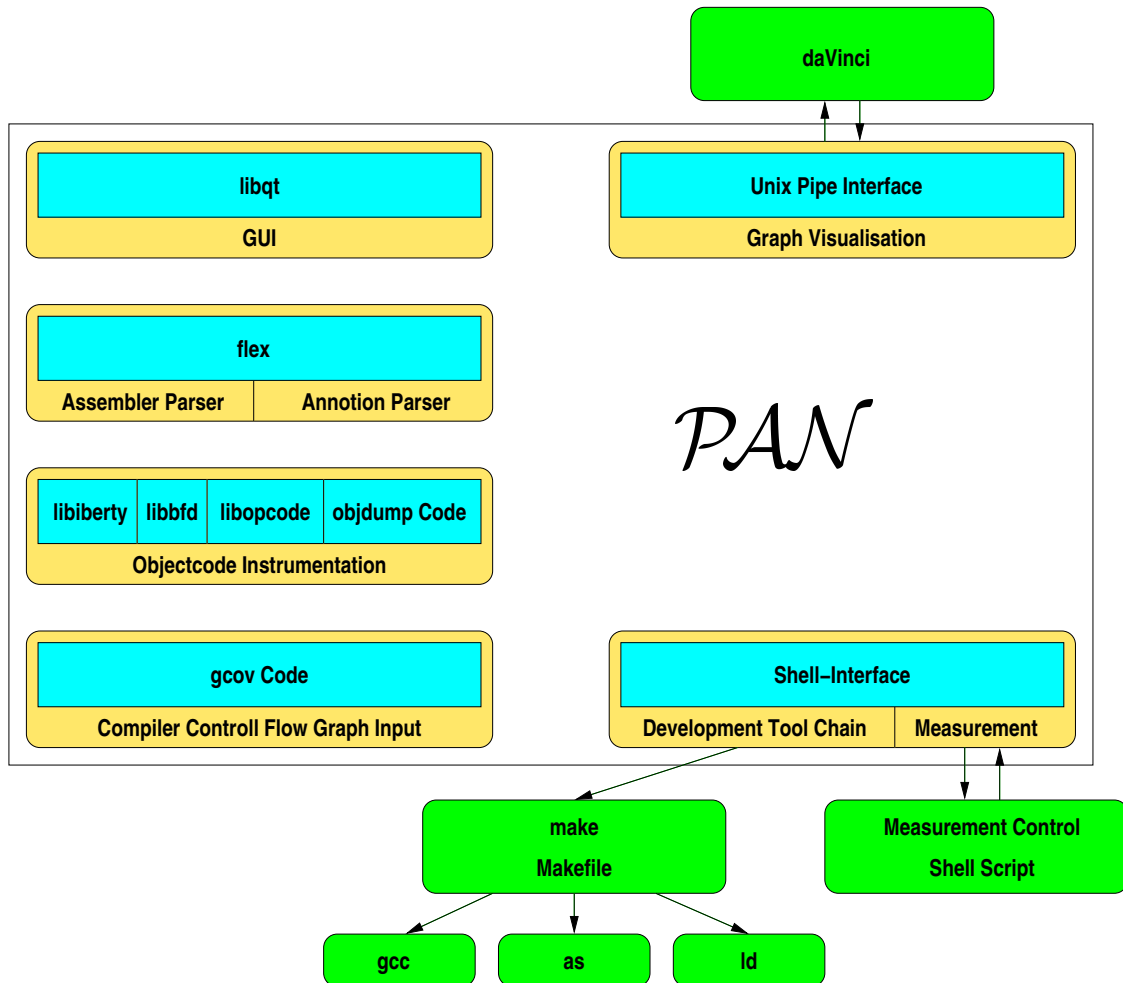 daVinci
libqt
GUI
Unix Pipe Interface
Graph Visualisation
flex
Assembler Parser
Annotion Parser
PAN
libiberty
libbfd
libopcode
objdump Code
Objectcode Instrumentation
gcov Code
Compiler Controll Flow Graph Input
Shell-Interface
Development Tool Chain
Measurement
make
Makefile
Measurement Control
Shell Script
gcc
as
ld